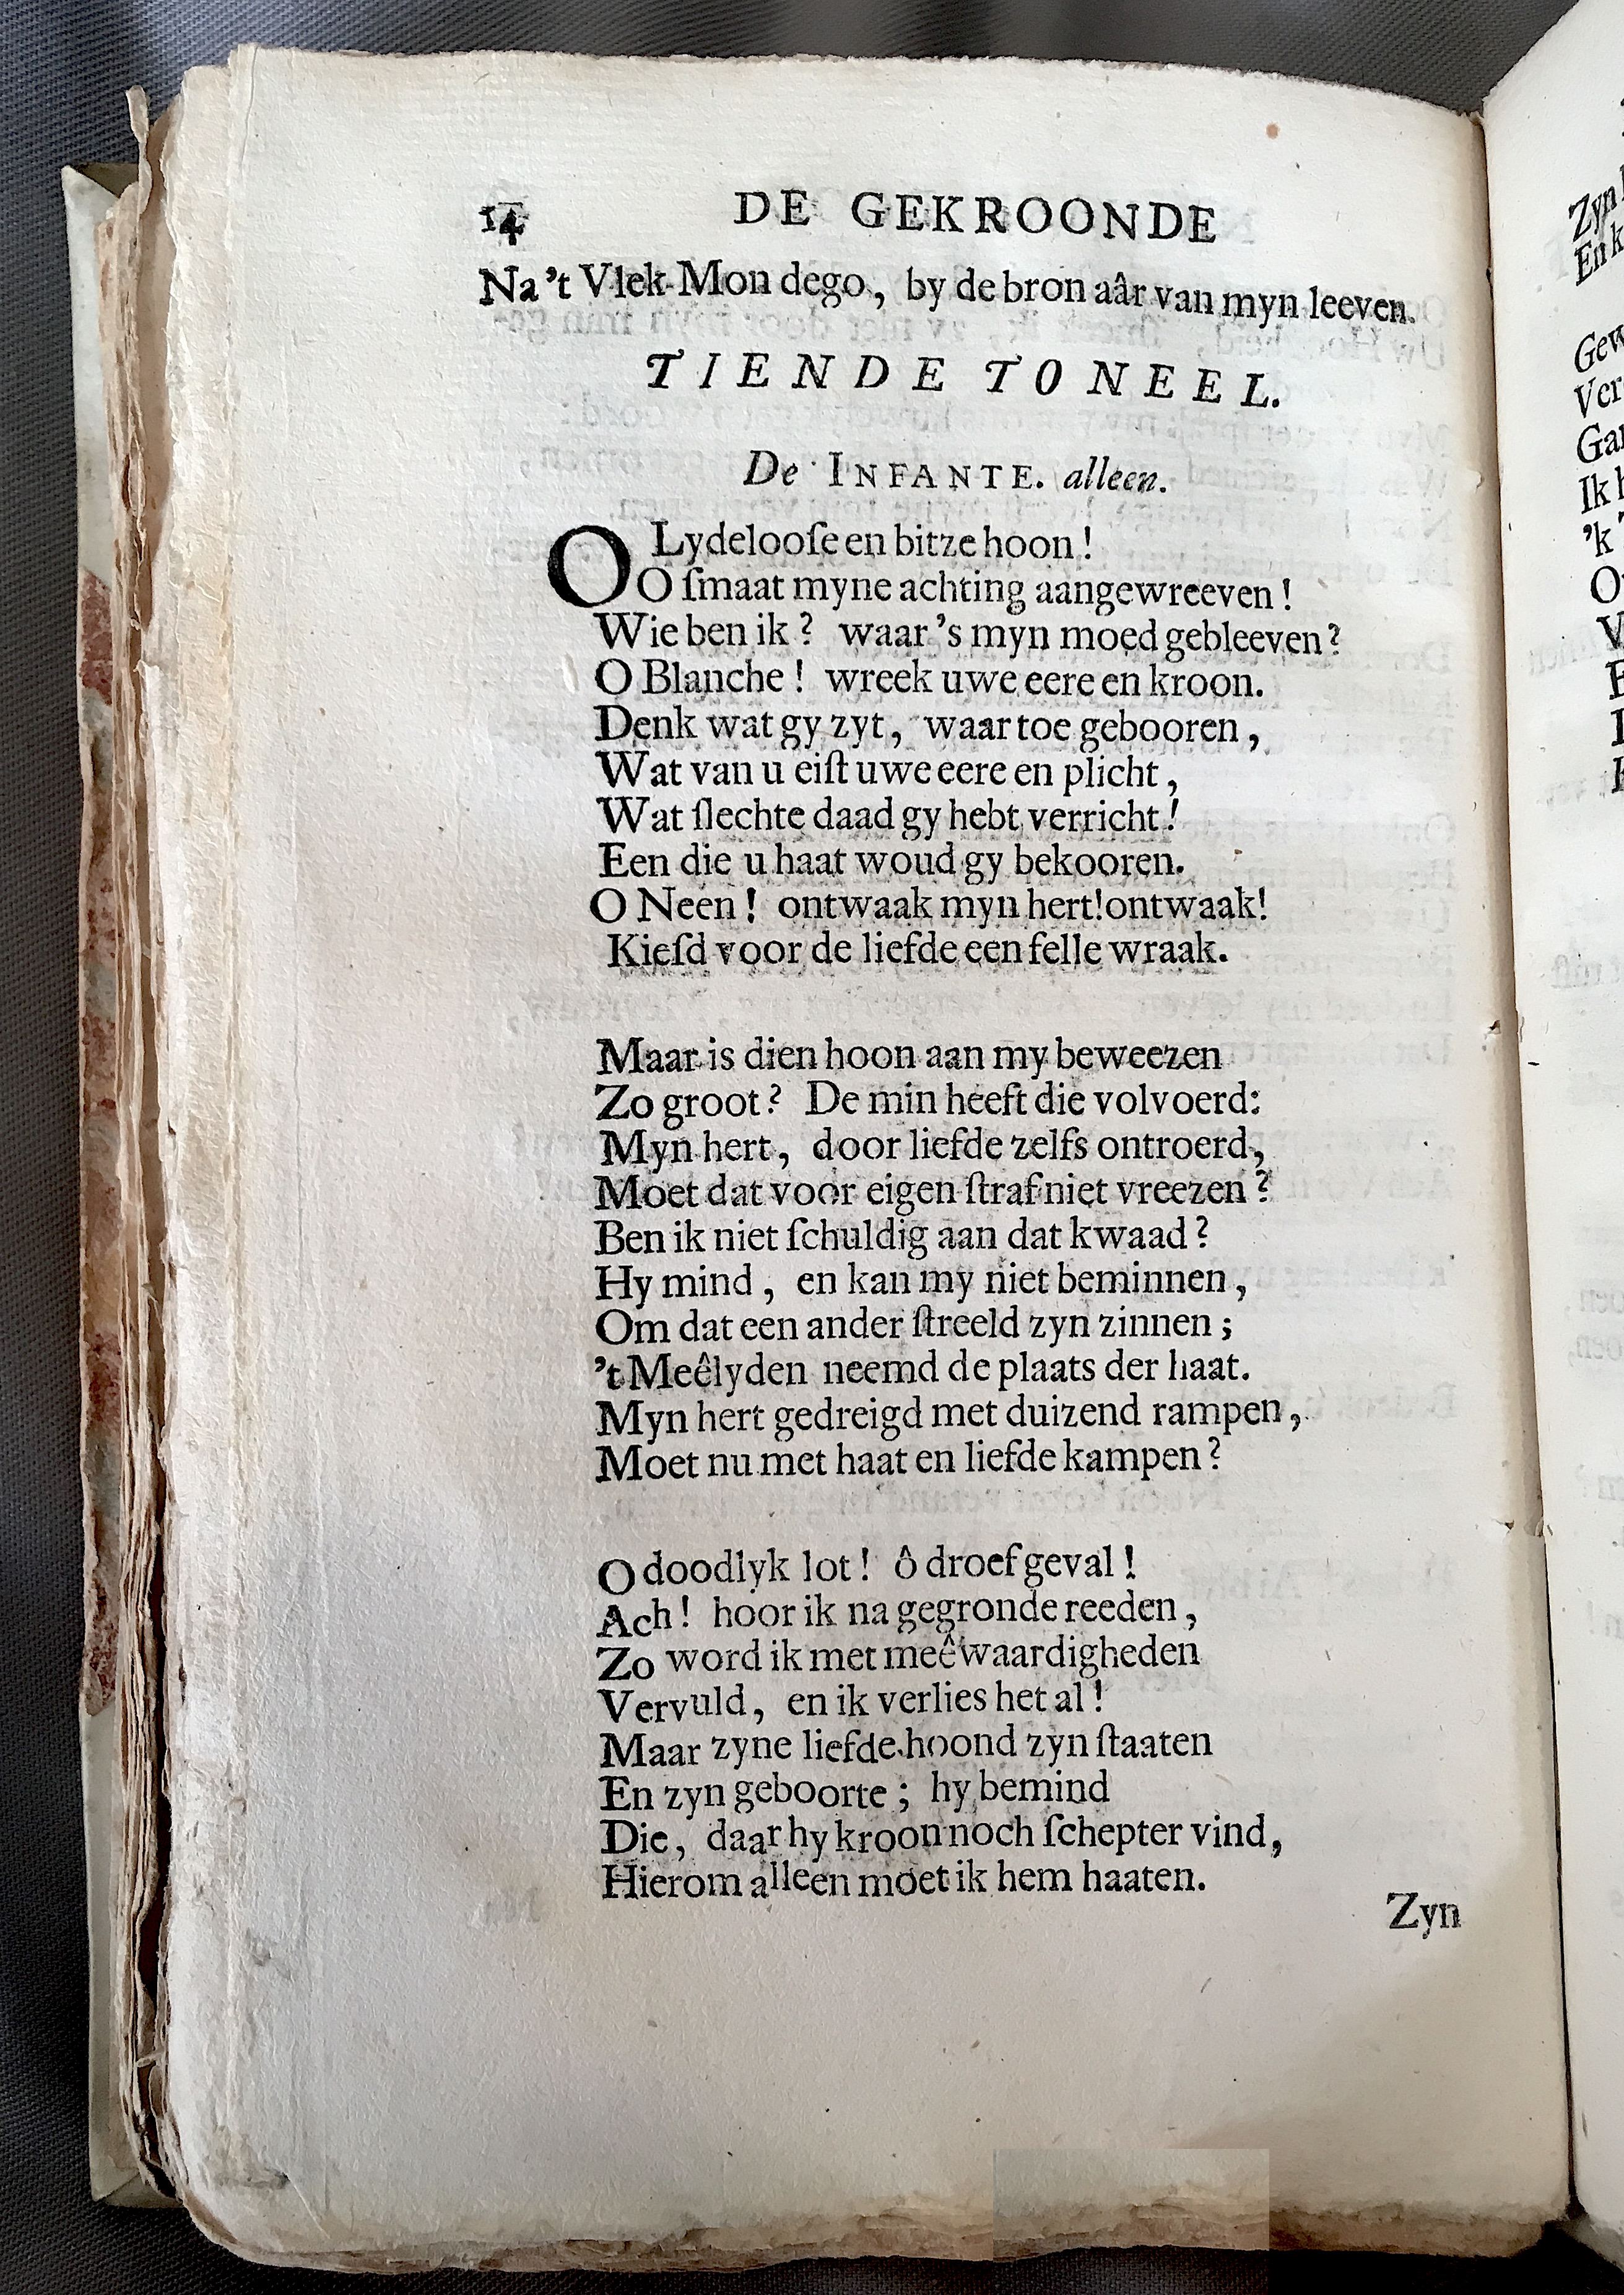 14 DE GEKROONDE
Na 't Vlek Mon dego, by de bron aâr van myn leeven.
TIENDE TONEEL.
De INFANTE. alleen.
O Lydelooſe en bitze hoon!
O ſmaat myne achting aangewreeven!
Wie ben ik? waar 's myn moed gebleeven?
O Blanche! wreek uwe eere en kroon.
Denk wat gy zyt, waar toe gebooren,
Wat van u eiſt uwe eere en plicht,
Wat ſlechte daad gy hebt verricht!
Een die u haat woud gy bekooren.
O Neen! ontwaak myn hert! ontwaak!
Kieſd voor de liefde een felle wraak.
Maar is dien hoon aan my beweezen
Zo groot? De min heeft die volvoerd:
Myn hert, door liefde zelfs ontroerd,
Moet dat voor eigen ſtraf niet vreezen?
Ben ik niet ſchuldig aan dat kwaad?
Hy mind, en kan my niet beminnen,
Om dat een ander ſtreeld zyn zinnen;
't Meêlyden neemd de plaats der haat.
Myn hert gedreigd met duizend rampen,
Moet nu met haat en liefde kampen?
O doodlyk lot! ô droef geval!
Ach! hoor ik na gegronde reeden,
Zo word ik met meêwaardigheden
Vervuld, en ik verlies het al!
Maar zyne liefde hoond zyn ſtaaten
En zyn geboorte; hy bemind
Die, daar hy kroon noch ſchepter vind,
Hierom alleen moet ik hem haaten.
Zyn
Zyn
En k
Gew
Ver
Gar
Ik h
'k